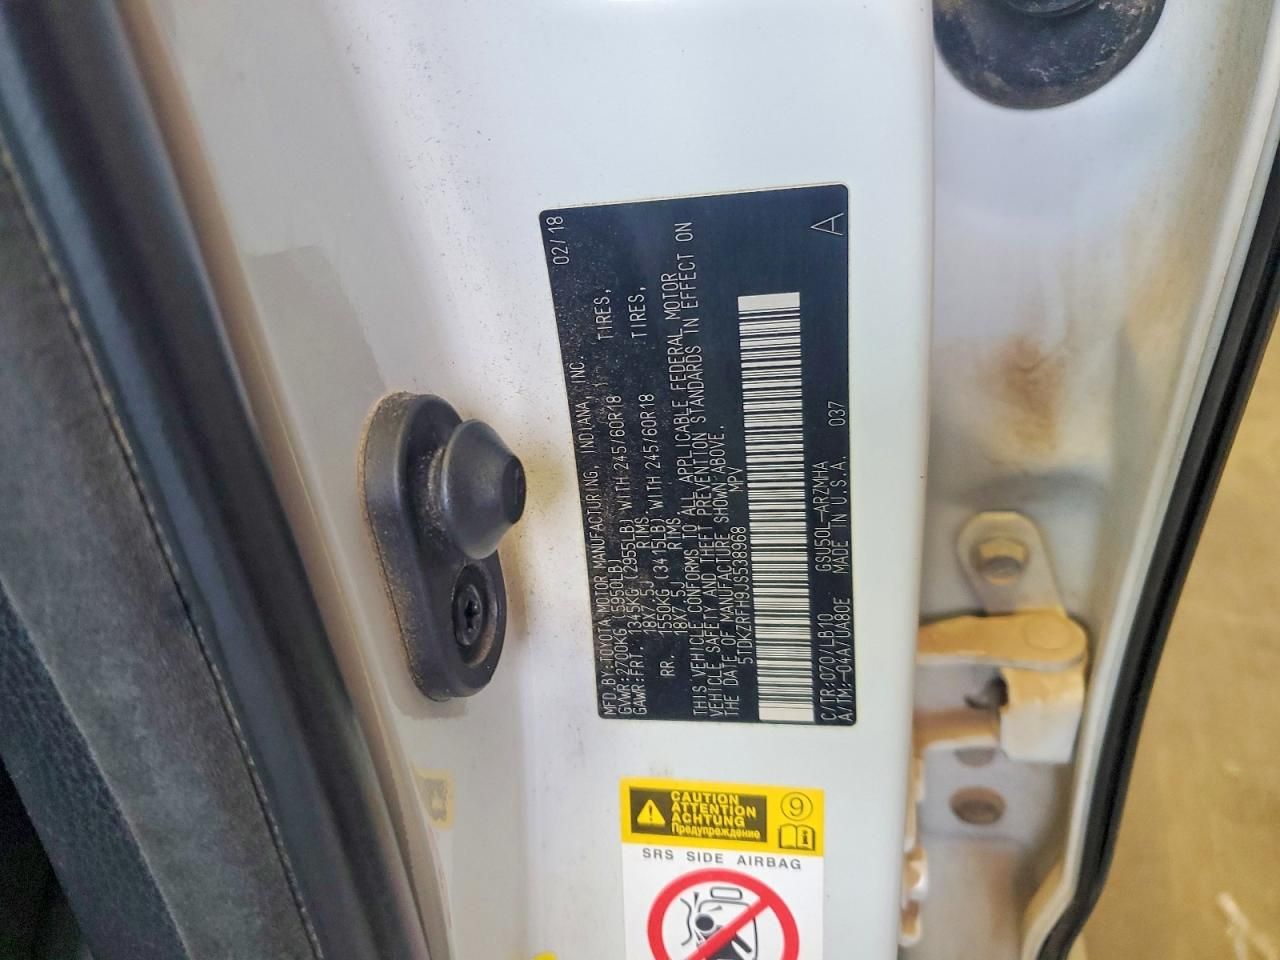 MFD.BY:TOYOTA MOTOR MANUFACTURING, INDIANA, INC. 02/18
GVWR:2700KG (5950LB)
GAWR:FRT. 1345KG (2955LB) WITH 245/60R18 TIRES,
18X7.5J RIMS
RR. 1550KG (3415LB) WITH 245/60R18 TIRES,
18X7.5J RIMS
THIS VEHICLE CONFORMS TO ALL APPLICABLE FEDERAL MOTOR
VEHICLE SAFETY AND THEFT PREVENTION STANDARDS IN EFFECT ON
THE DATE OF MANUFACTURE SHOWN ABOVE.
5TDKZRFH9JS538968 MPV
C/TR:070/LB10 GSU50L-ARZMHA
A/TM:-04A/UA80E MADE IN U.S.A. 037 A
CAUTION
ATTENTION
ACHTUNG
Предупреждение
9
SRS SIDE AIRBAG